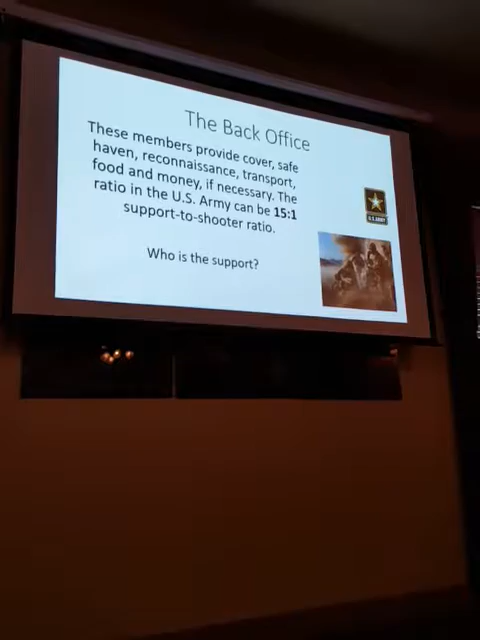 The Back Office
These members provide cover, safe
haven, reconnaissance, transport,
food and money, if necessary. The
ratio in the U.S. Army can be 15:1
support-to-shooter ratio.
U.S. ARMY
Who is the support?